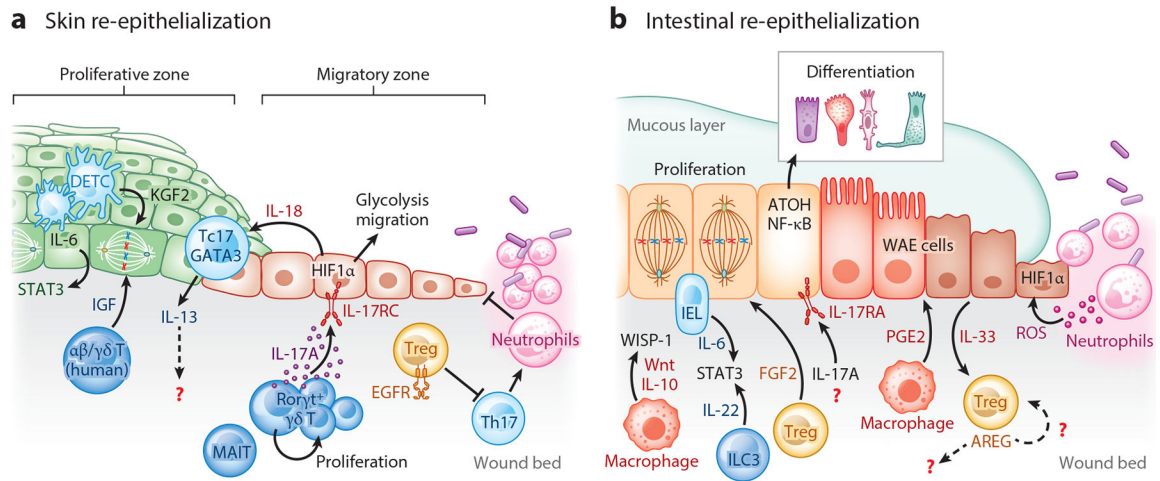 a Skin re-epithelialization
Proliferative zone
Migratory zone
DETC
KGF2
IL-6
STAT3
IGF
αβ/γδ T
(human)
Tc17
GATA3
IL-13
?
IL-18
Glycolysis
migration
HIF1α
IL-17RC
IL-17A
Rorγt⁺
γδ T
MAIT
Proliferation
Treg
EGFR
Th17
Neutrophils
Wound bed
b Intestinal re-epithelialization
Differentiation
Mucous layer
Proliferation
ATOH
NF-κB
WAE cells
HIF1α
IEL
IL-17RA
WISP-1
Wnt
IL-10
Macrophage
IL-6
STAT3
IL-22
ILC3
FGF2
Treg
IL-17A
?
PGE2
Macrophage
IL-33
Treg
AREG
?
?
ROS
Neutrophils
Wound bed